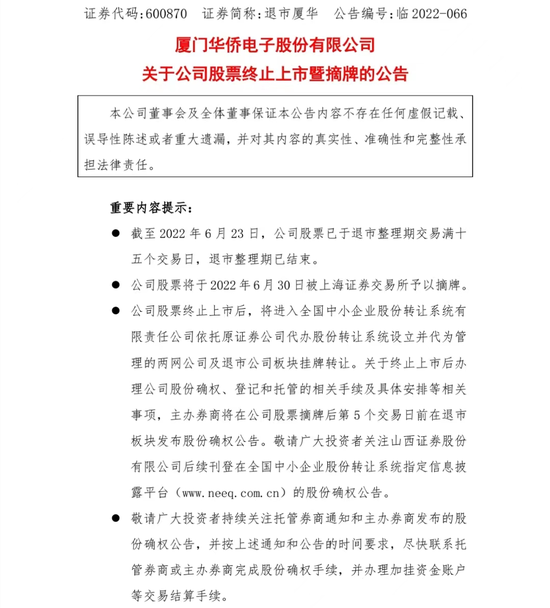 证券代码:600870 证券简称:退市厦华 公告编号:临 2022-066
厦门华侨电子股份有限公司
关于公司股票终止上市暨摘牌的公告
本公司董事会及全体董事保证本公告内容不存在任何虚假记载、
误导性陈述或者重大遗漏,并对其内容的真实性、准确性和完整性承
担法律责任。
重要内容提示:
● 截至 2022 年 6 月 23 日,公司股票已于退市整理期交易满十
五个交易日,退市整理期已结束。
● 公司股票将于 2022 年 6 月 30 日被上海证券交易所予以摘牌。
● 公司股票终止上市后,将进入全国中小企业股份转让系统有
限责任公司依托原证券公司代办股份转让系统设立并代为管
理的两网公司及退市公司板块挂牌转让。关于终止上市后办
理公司股份确权、登记和托管的相关手续及具体安排等相关
事项,主办券商将在公司股票摘牌后第 5 个交易日前在退市
板块发布股份确权公告。敬请广大投资者关注山西证券股份
有限公司后续刊登在全国中小企业股份转让系统指定信息披
露平台(www.neeq.com.cn)的股份确权公告。
● 敬请广大投资者持续关注托管券商通知和主办券商发布的股
份确权公告,并按上述通知和公告的时间要求,尽快联系托
管券商或主办券商完成股份确权手续,并办理加挂资金账户
等交易结算手续。